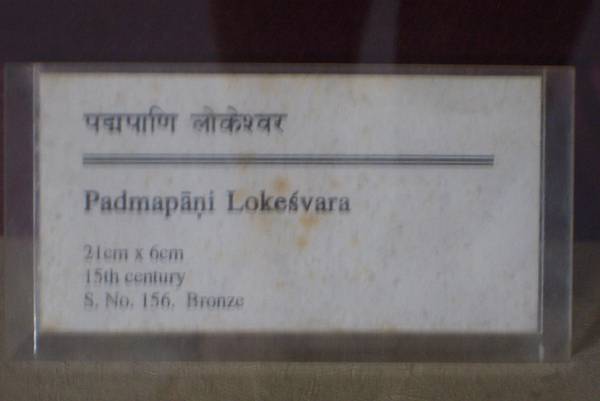 पद्मपाणि लोकेश्वर
Padmapāṇi Lokeśvara
21cm x 6cm
15th century
S. No. 156. Bronze